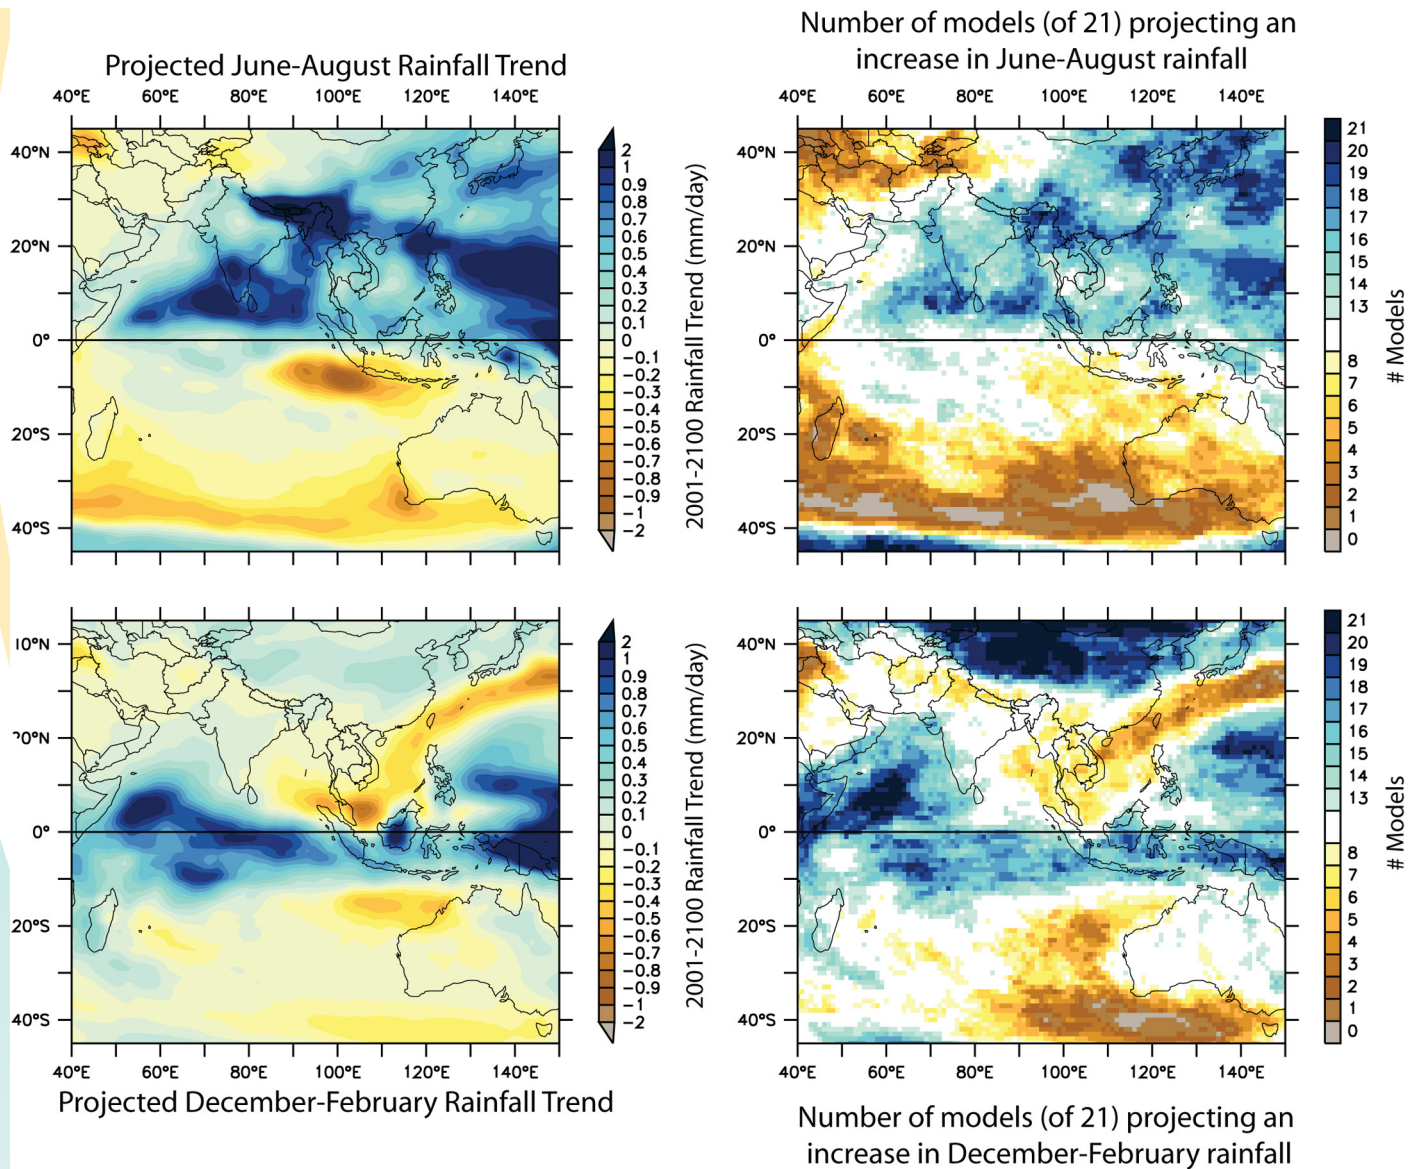 Projected June-August Rainfall Trend
40°E 60°E 80°E 100°E 120°E 140°E
40°N
20°N
0°
20°S
40°S
2
1
0.9
0.8
0.7
0.6
0.5
0.4
0.3
0.2
0.1
0
−0.1
−0.2
−0.3
−0.4
−0.5
−0.6
−0.7
−0.8
−0.9
−1
−2
2001-2100 Rainfall Trend (mm/day)
Number of models (of 21) projecting an
increase in June-August rainfall
40°E 60°E 80°E 100°E 120°E 140°E
40°N
20°N
0°
20°S
40°S
21
20
19
18
17
16
15
14
13
8
7
6
5
4
3
2
1
0
# Models
10°N
20°N
0°
20°S
40°S
40°E 60°E 80°E 100°E 120°E 140°E
Projected December-February Rainfall Trend
2
1
0.9
0.8
0.7
0.6
0.5
0.4
0.3
0.2
0.1
0
−0.1
−0.2
−0.3
−0.4
−0.5
−0.6
−0.7
−0.8
−0.9
−1
−2
2001-2100 Rainfall Trend (mm/day)
40°N
20°N
0°
20°S
40°S
40°E 60°E 80°E 100°E 120°E 140°E
Number of models (of 21) projecting an
increase in December-February rainfall
21
20
19
18
17
16
15
14
13
8
7
6
5
4
3
2
1
0
# Models